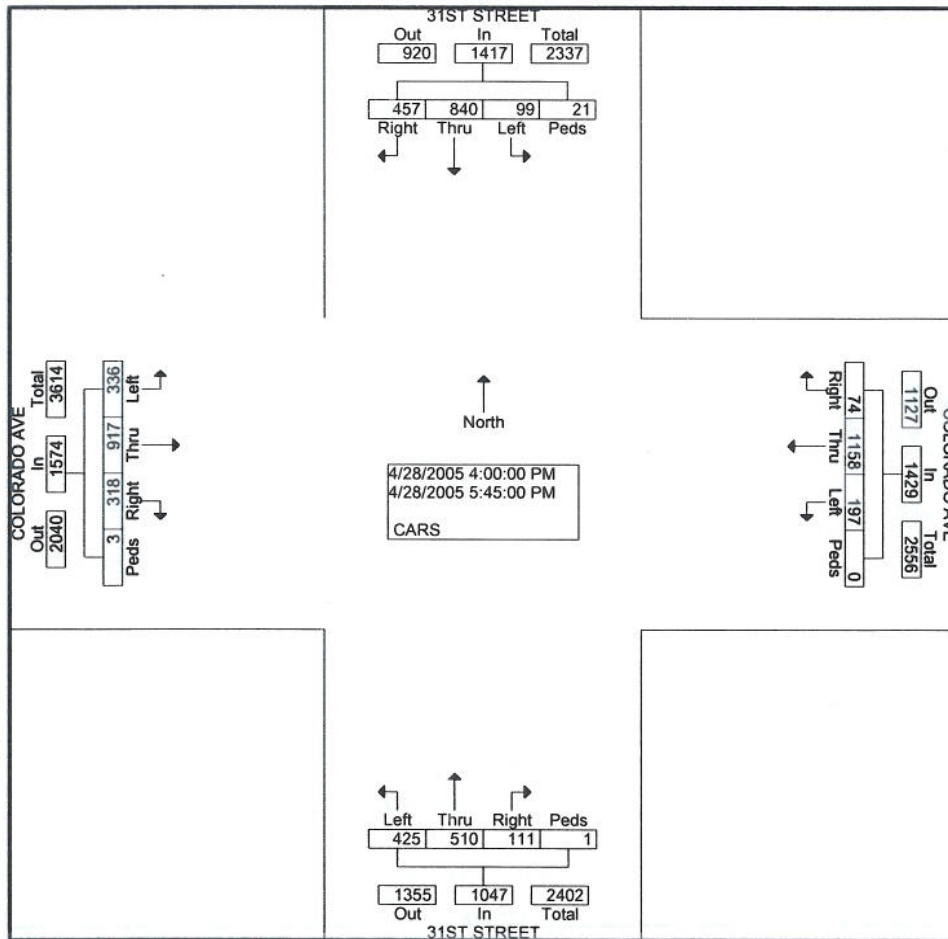 31ST STREET
Out In Total
920 1417 2337
457 840 99 21
Right Thru Left Peds
COLORADO AVE
Total In Out
3614 1574 2040
336 917 318 3
Left Thru Right Peds
North
4/28/2005 4:00:00 PM
4/28/2005 5:45:00 PM
CARS
Right Thru Left Peds
74 1158 197 0
1127 1429 2556
Out In Total
COLORADO AVE
Left Thru Right Peds
425 510 111 1
1355 1047 2402
Out In Total
31ST STREET